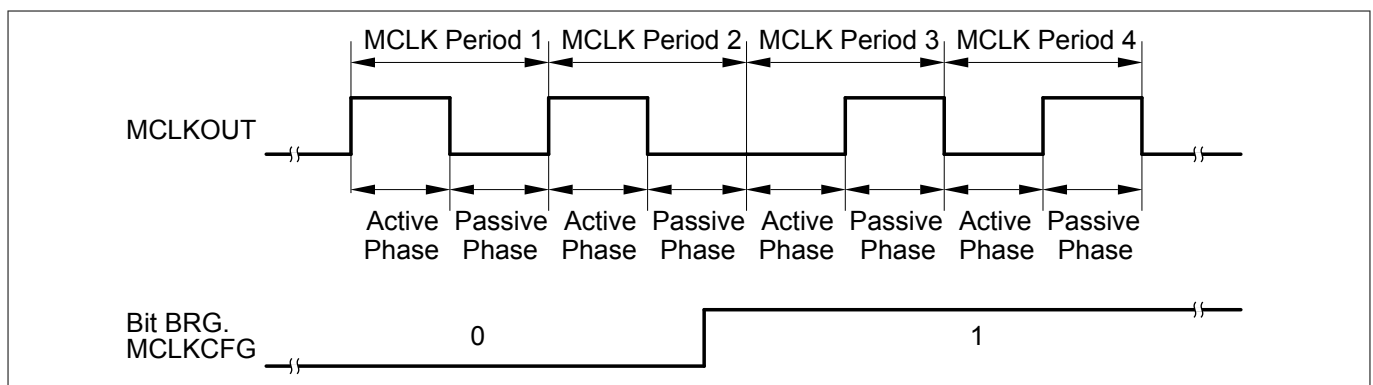 MCLK Period 1 MCLK Period 2 MCLK Period 3 MCLK Period 4
MCLKOUT
Active Passive Active Passive Active Passive Active Passive
Phase Phase Phase Phase Phase Phase Phase Phase
Bit BRG.
MCLKCFG
0
1